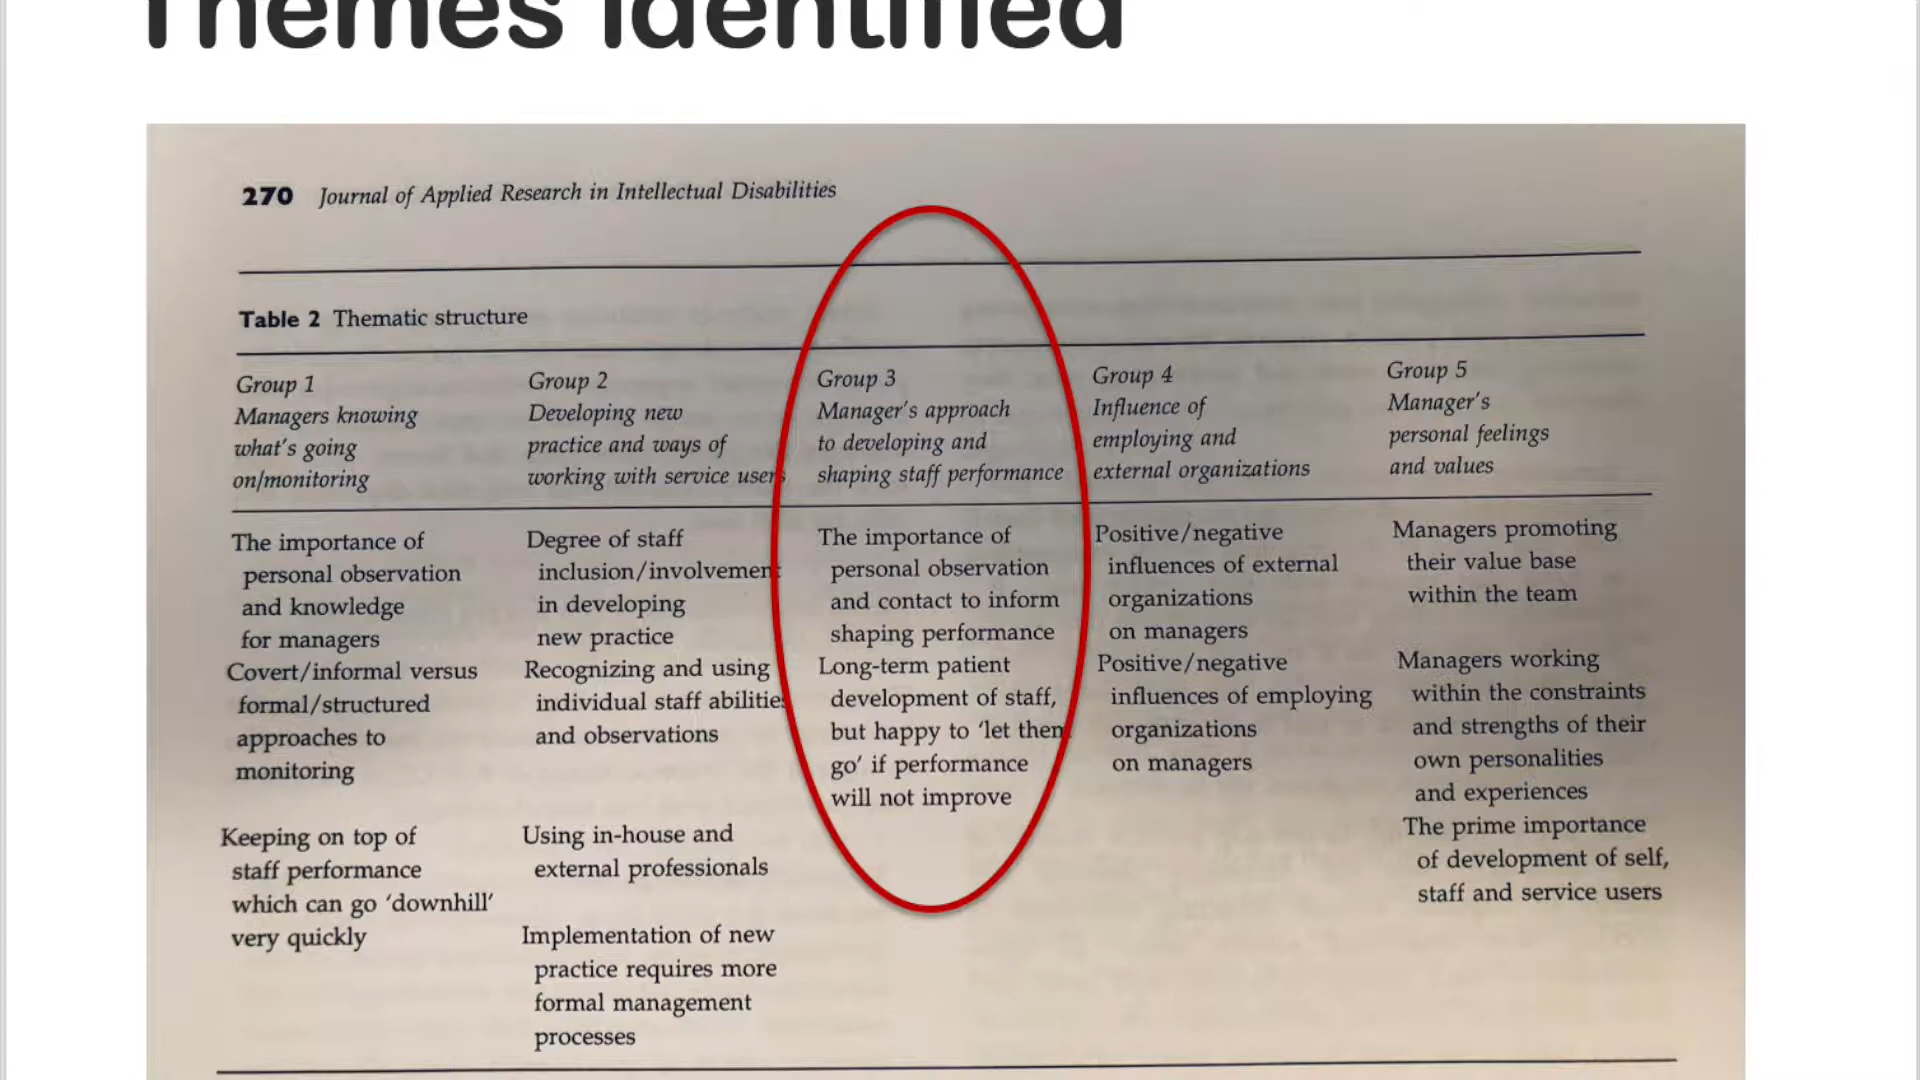 Themes Identified
270 Journal of Applied Research in Intellectual Disabilities
Table 2 Thematic structure
Group 1
Managers knowing
what's going
on/monitoring
Group 2
Developing new
practice and ways of
working with service users
Group 3
Manager's approach
to developing and
shaping staff performance
Group 4
Influence of
employing and
external organizations
Group 5
Manager's
personal feelings
and values
The importance of
personal observation
and knowledge
for managers
Covert/informal versus
formal/structured
approaches to
monitoring
Keeping on top of
staff performance
which can go 'downhill'
very quickly
Degree of staff
inclusion/involvement
in developing
new practice
Recognizing and using
individual staff abilities
and observations
Using in-house and
external professionals
Implementation of new
practice requires more
formal management
processes
The importance of
personal observation
and contact to inform
shaping performance
Long-term patient
development of staff,
but happy to 'let them
go' if performance
will not improve
Positive/negative
influences of external
organizations
on managers
Positive/negative
influences of employing
organizations
on managers
Managers promoting
their value base
within the team
Managers working
within the constraints
and strengths of their
own personalities
and experiences
The prime importance
of development of self,
staff and service users